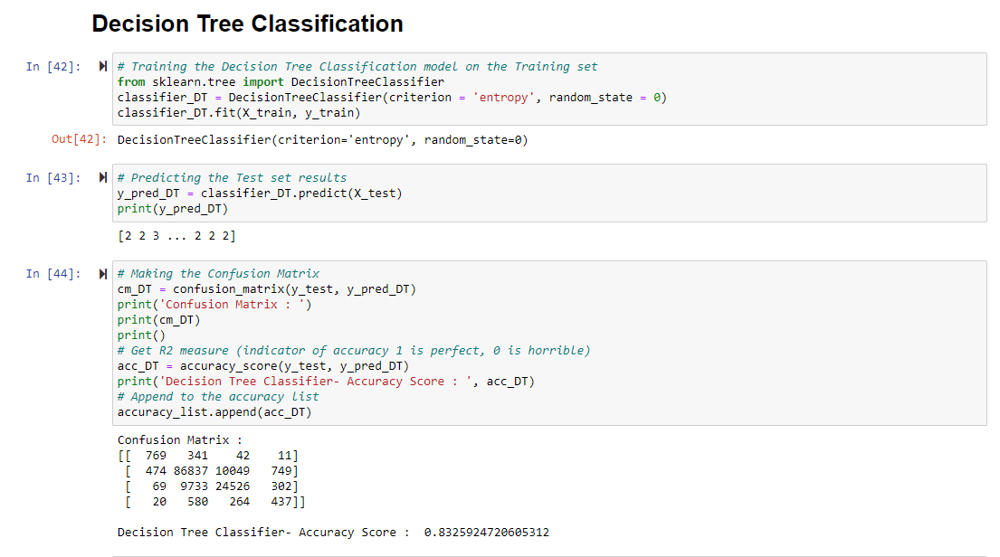 Decision Tree Classification
In [42]: # Training the Decision Tree Classification model on the Training set
from sklearn.tree import DecisionTreeClassifier
classifier_DT = DecisionTreeClassifier(criterion = 'entropy', random_state = 0)
classifier_DT.fit(X_train, y_train)
Out[42]: DecisionTreeClassifier(criterion='entropy', random_state=0)
In [43]: # Predicting the Test set results
y_pred_DT = classifier_DT.predict(X_test)
print(y_pred_DT)
[2 2 3 ... 2 2 2]
In [44]: # Making the Confusion Matrix
cm_DT = confusion_matrix(y_test, y_pred_DT)
print('Confusion Matrix : ')
print(cm_DT)
print()
# Get R2 measure (indicator of accuracy 1 is perfect, 0 is horrible)
acc_DT = accuracy_score(y_test, y_pred_DT)
print('Decision Tree Classifier- Accuracy Score : ', acc_DT)
# Append to the accuracy list
accuracy_list.append(acc_DT)
Confusion Matrix :
[[  769   341    42    11]
 [  474 86837 10049   749]
 [   69  9733 24526   302]
 [   20   580   264   437]]
Decision Tree Classifier- Accuracy Score :  0.8325924720605312